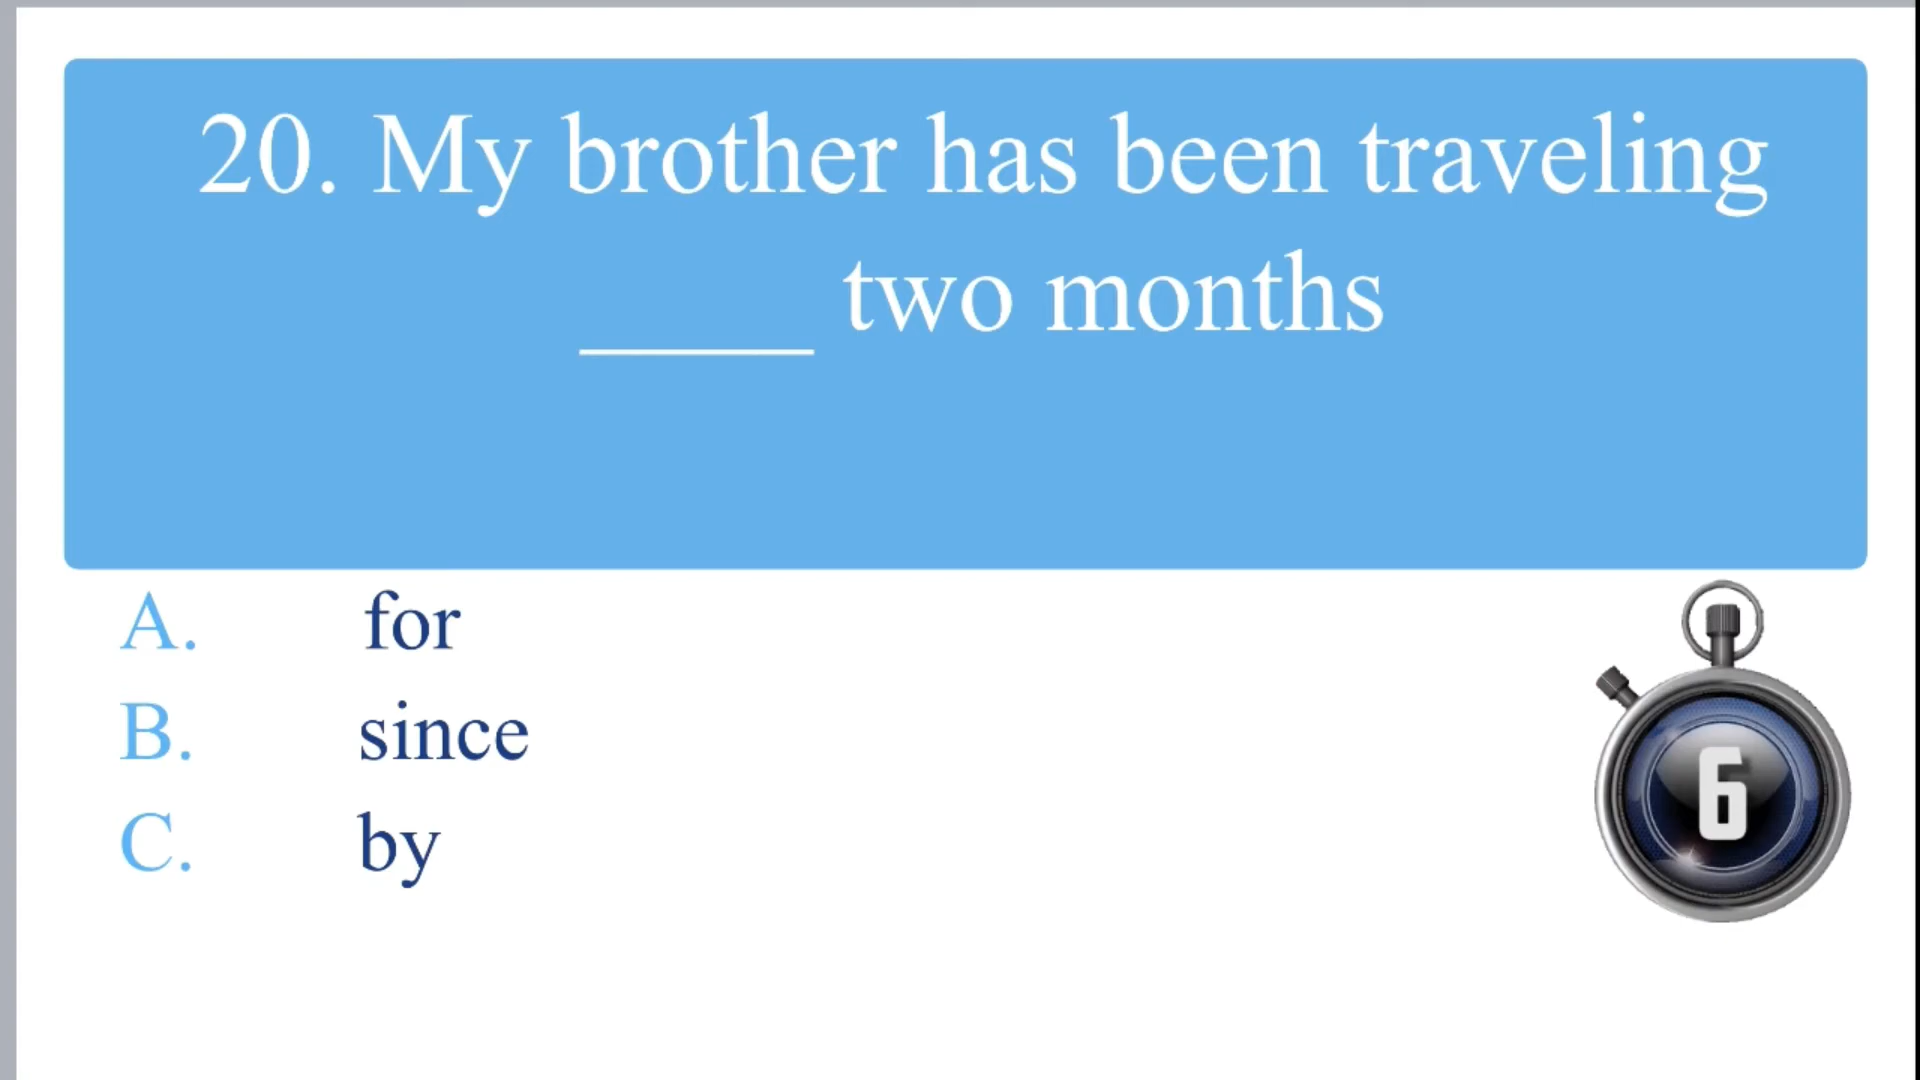 20. My brother has been traveling
_____ two months
A. for
B. since
C. by
6